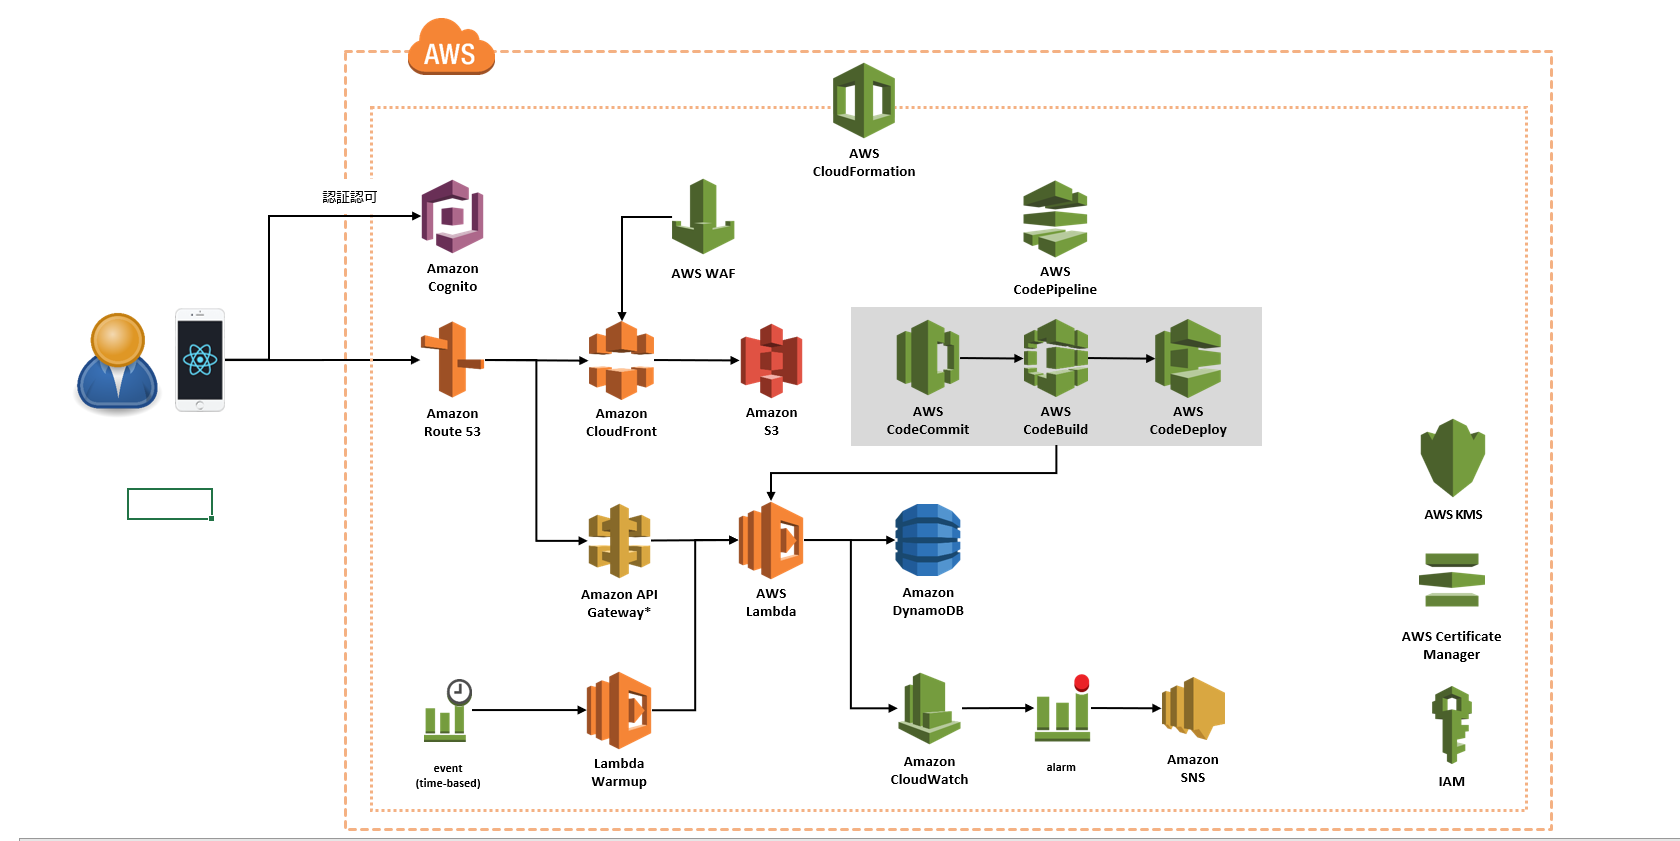 AWS
AWS
CloudFormation
認証認可
Amazon
Cognito
AWS WAF
AWS
CodePipeline
Amazon
Route 53
Amazon
CloudFront
Amazon
S3
AWS
CodeCommit
AWS
CodeBuild
AWS
CodeDeploy
AWS KMS
Amazon API
Gateway*
AWS
Lambda
Amazon
DynamoDB
AWS Certificate
Manager
event
(time-based)
Lambda
Warmup
Amazon
CloudWatch
alarm
Amazon
SNS
IAM